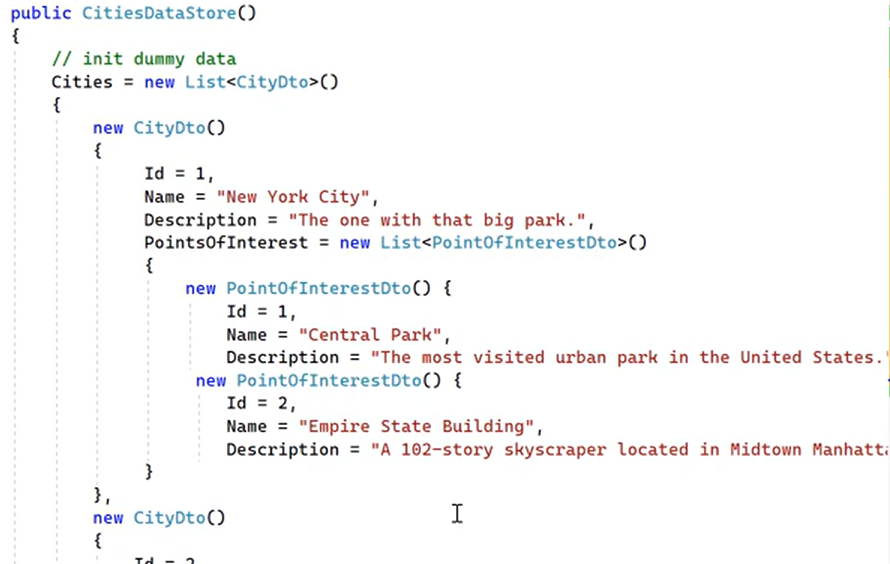 public CitiesDataStore()
{
// init dummy data
Cities = new List<CityDto>()
{
new CityDto()
{
Id = 1,
Name = "New York City",
Description = "The one with that big park.",
PointsOfInterest = new List<PointOfInterestDto>()
{
new PointOfInterestDto() {
Id = 1,
Name = "Central Park",
Description = "The most visited urban park in the United States."
new PointOfInterestDto() {
Id = 2,
Name = "Empire State Building",
Description = "A 102-story skyscraper located in Midtown
}
},
new CityDto()
{
Id = 2